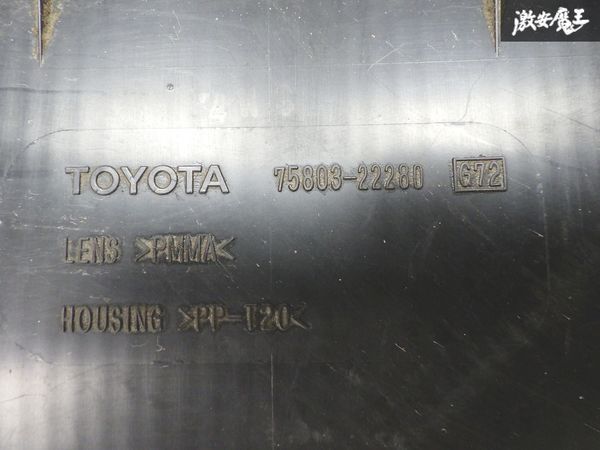 激安魔王
TOYOTA 75803-22280 G72
LENS >PMMA<
HOUSING >PP-T20<